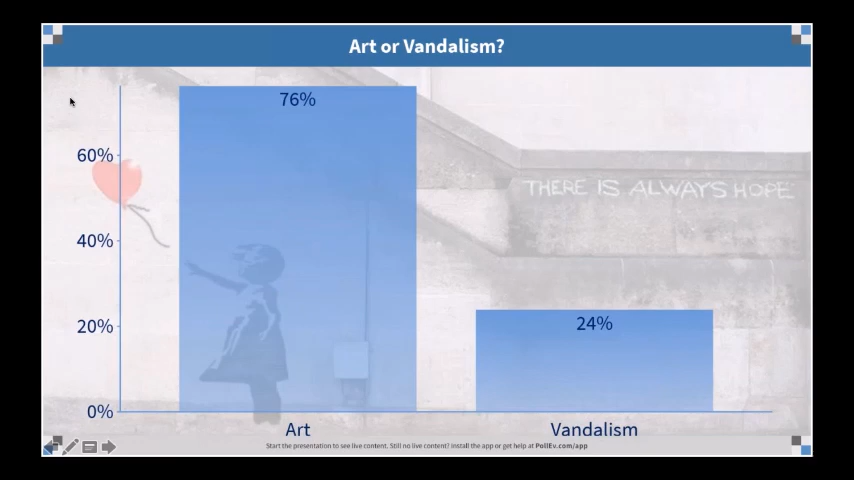 Art or Vandalism?
76%
60%
THERE IS ALWAYS HOPE
40%
20%
24%
0%
Art
Vandalism
Start the presentation to see live content. Still no live content? Install the app or get help at PollEv.com/app